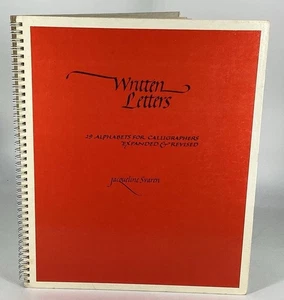 Written
Letters
29 ALPHABETS FOR CALLIGRAPHERS
EXPANDED & REVISED
Jacqueline Svaren